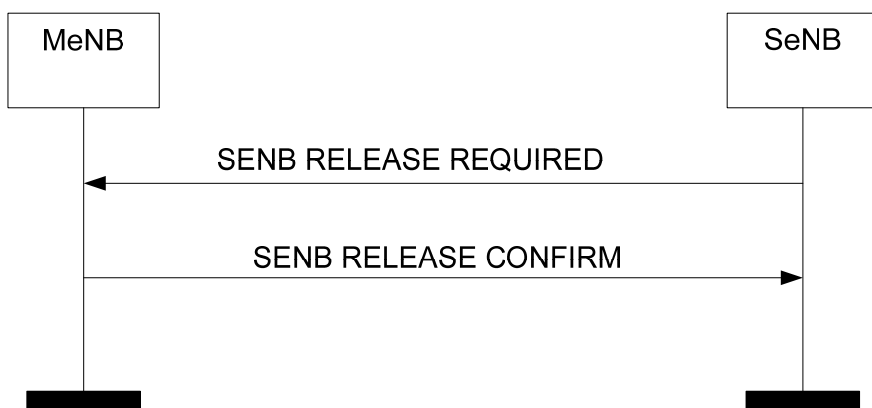 MeNB
SeNB
SENB RELEASE REQUIRED
SENB RELEASE CONFIRM